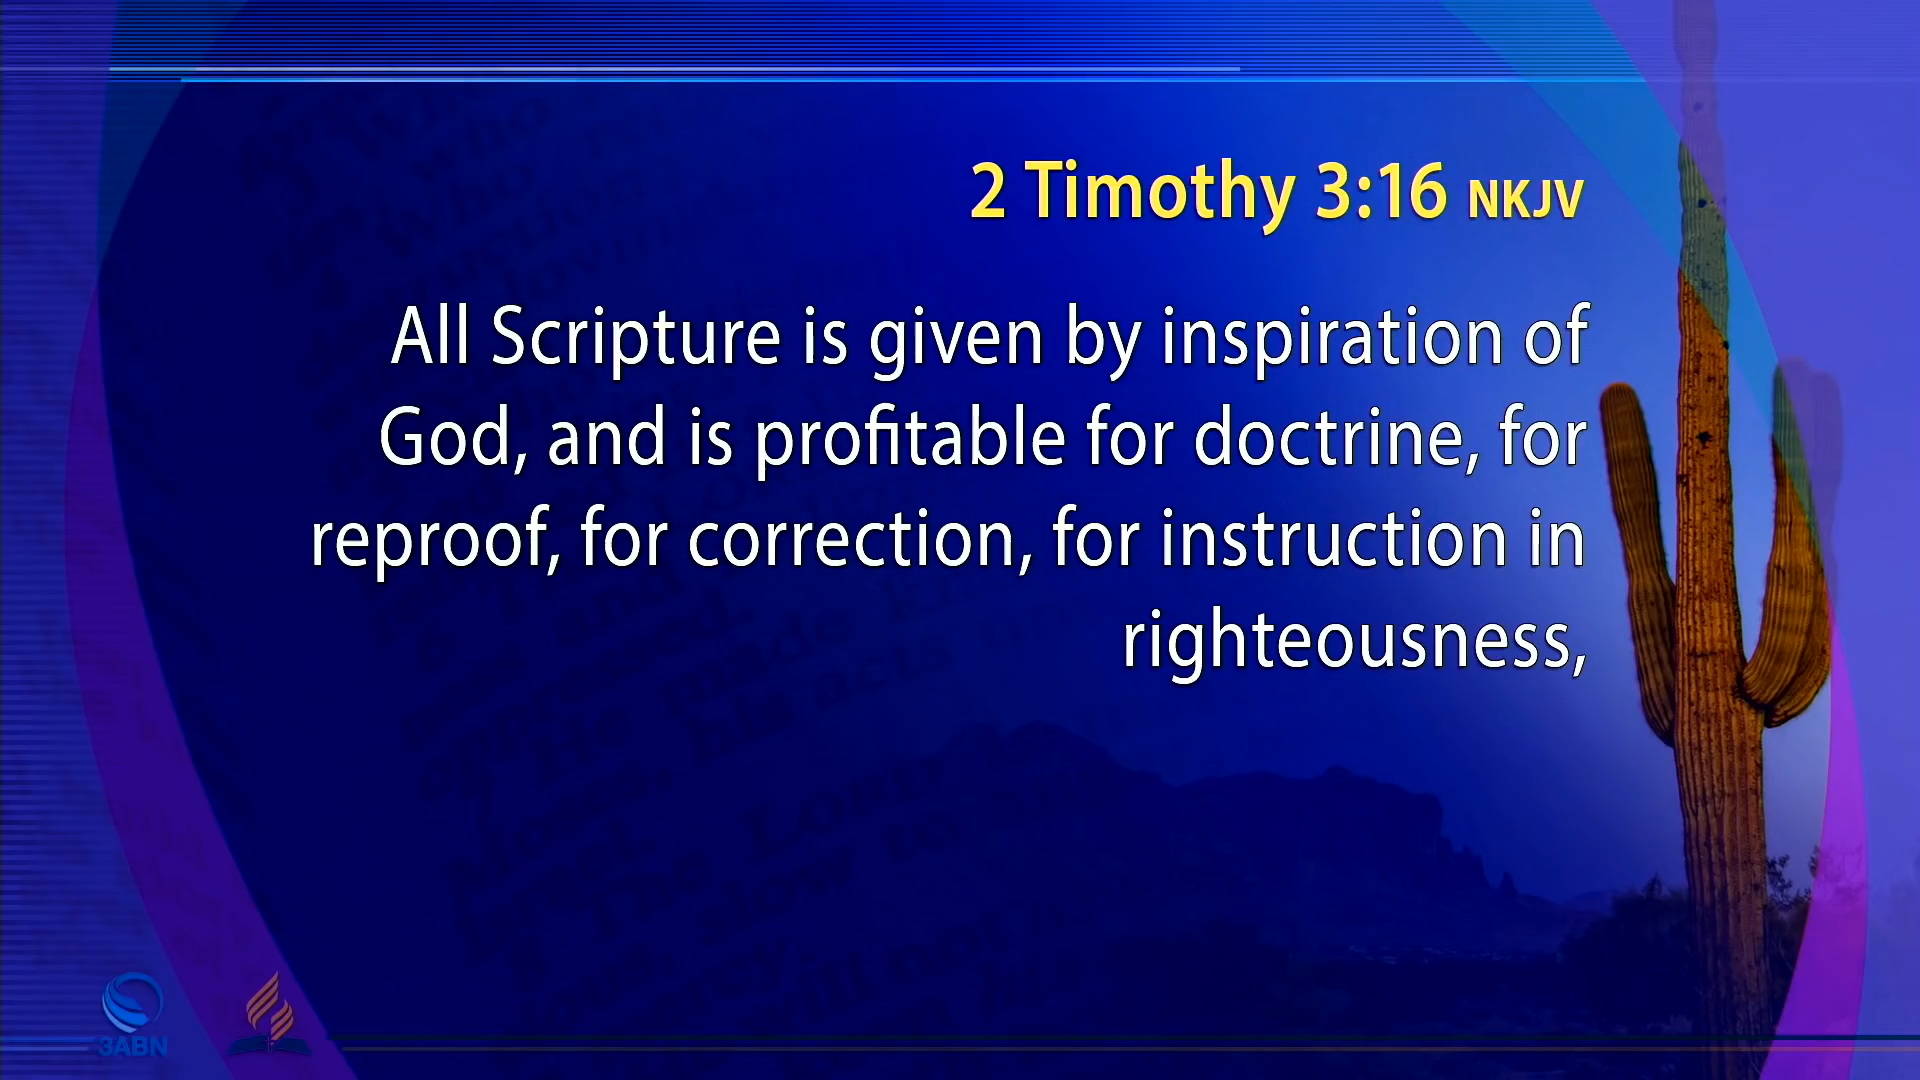 2 Timothy 3:16 NKJV
All Scripture is given by inspiration of
God, and is profitable for doctrine, for
reproof, for correction, for instruction in
righteousness,
3ABN